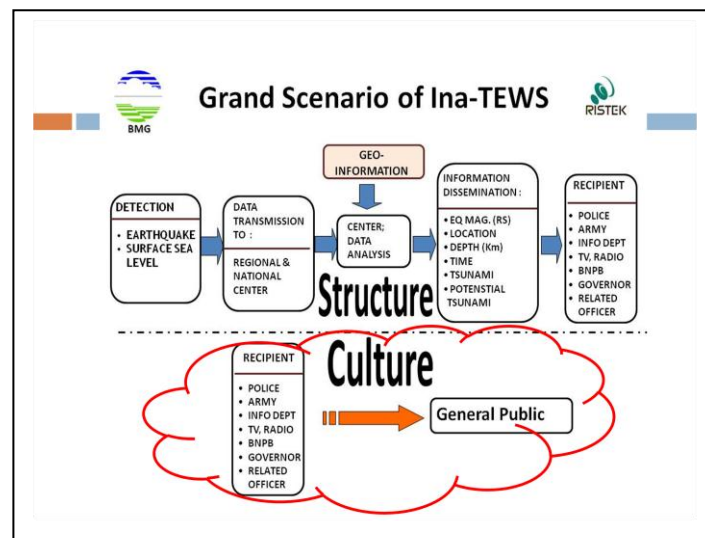 Grand Scenario of Ina-TEWS
BMG
RISTEK
GEO-
INFORMATION
DETECTION
• EARTHQUAKE
• SURFACE SEA
LEVEL
DATA
TRANSMISSION
TO :
REGIONAL &
NATIONAL
CENTER
CENTER;
DATA
ANALYSIS
INFORMATION
DISSEMINATION :
• EQ MAG. (RS)
• LOCATION
• DEPTH (Km)
• TIME
• TSUNAMI
• POTENSTIAL
TSUNAMI
RECIPIENT
• POLICE
• ARMY
• INFO DEPT
• TV, RADIO
• BNPB
• GOVERNOR
• RELATED
OFFICER
Structure
Culture
RECIPIENT
• POLICE
• ARMY
• INFO DEPT
• TV, RADIO
• BNPB
• GOVERNOR
• RELATED
OFFICER
General Public